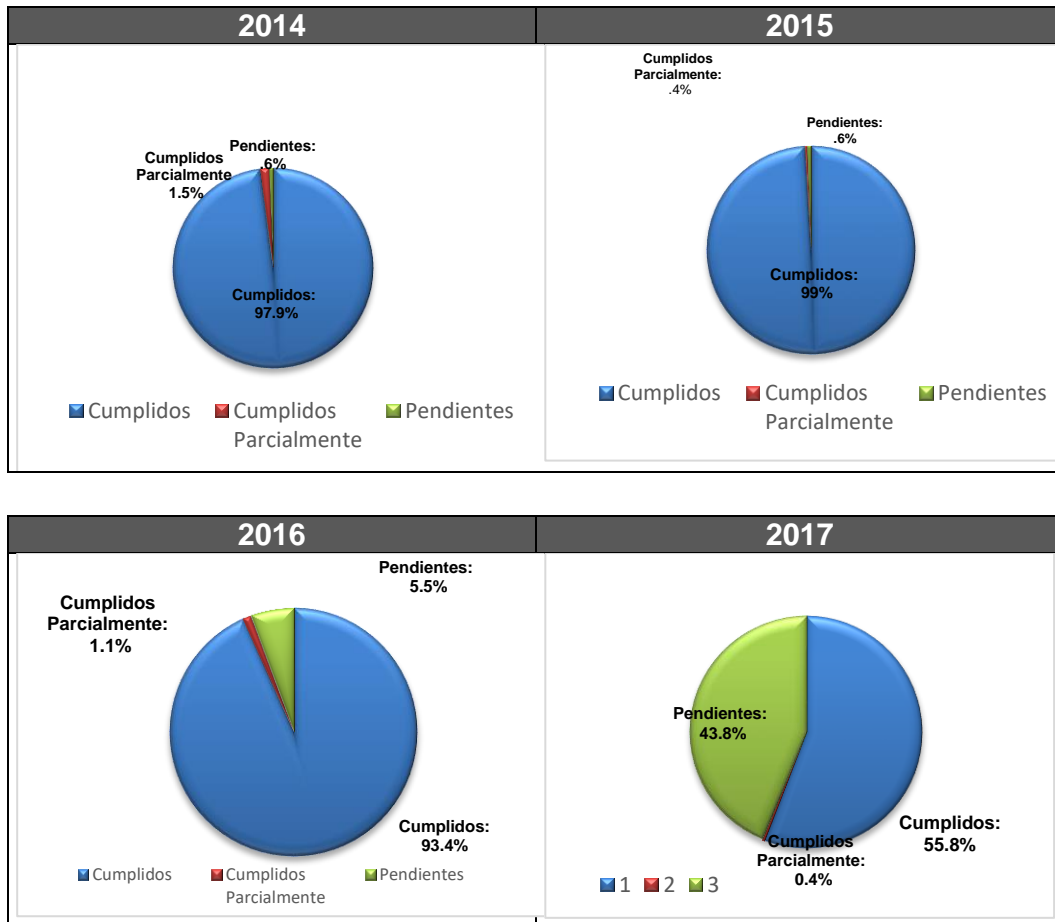 2014
2015
Cumplidos
Parcialmente
1.5%
Pendientes:
.6%
Cumplidos:
97.9%
Cumplidos
Cumplidos
Parcialmente
Pendientes
Cumplidos
Parcialmente:
.4%
Pendientes:
.6%
Cumplidos:
99%
Cumplidos
Cumplidos
Parcialmente
Pendientes
2016
2017
Cumplidos
Parcialmente:
1.1%
Pendientes:
5.5%
Cumplidos:
93.4%
Cumplidos
Cumplidos
Parcialmente
Pendientes
Pendientes:
43.8%
Cumplidos:
55.8%
Cumplidos
Parcialmente:
0.4%
1 2 3